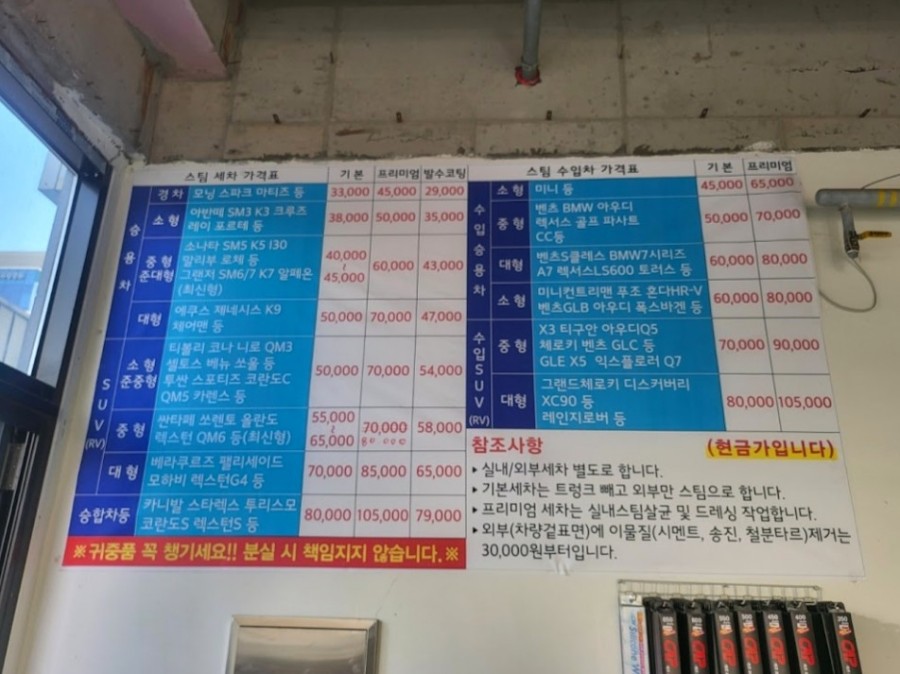 스팀 세차 가격표 기본 프리미엄 발수코팅
승용차
경차 모닝 스파크 마티즈 등 33,000 45,000 29,000
소형 아반떼 SM3 K3 크루즈
레이 포르테 등 38,000 50,000 35,000
중형
준대형
소나타 SM5 K5 I30
말리부 로체 등
그랜저 SM6/7 K7 알페온
(최신형)
40,000
~
45,000
60,000 43,000
대형 에쿠스 제네시스 K9
체어맨 등 50,000 70,000 47,000
SUV
(RV)
소형
준중형
티볼리 코나 니로 QM3
셀토스 베뉴 쏘울 등
투싼 스포티즈 코란도C
QM5 카렌스 등
50,000 70,000 54,000
중형 싼타페 쏘렌토 올란도
렉스턴 QM6 등(최신형)
55,000
~
65,000
70,000
58,000
대형 베라쿠르즈 팰리세이드
모하비 렉스턴G4 등 70,000 85,000 65,000
승합차등 카니발 스타렉스 투리스모
코란도S 렉스턴S 등 80,000 105,000 79,000
※귀중품 꼭 챙기세요!! 분실 시 책임지지 않습니다.※
스팀 수입차 가격표 기본 프리미엄
수입승용차
소형 미니 등 45,000 65,000
중형 벤츠 BMW 아우디
렉서스 골프 파사트
CC등 50,000 70,000
대형 벤츠S클레스 BMW7시리즈
A7 렉서스LS600 토러스 등 60,000 80,000
소형 미니컨트리맨 푸조 혼다HR-V
벤츠GLB 아우디 폭스바겐 등 60,000 80,000
수입SUV
(RV)
중형 X3 티구안 아우디Q5
체로키 벤츠 GLC 등
GLE X5 익스플로러 Q7 70,000 90,000
대형 그랜드체로키 디스커버리
XC90 등
레인지로버 등 80,000 105,000
참조사항 (현금가입니다)
▸실내/외부세차 별도로 합니다.
▸기본세차는 트렁크 빼고 외부만 스팀으로 합니다.
▸프리미엄 세차는 실내스팀살균 및 드레싱 작업합니다.
▸외부(차량겉표면)에 이물질(시멘트, 송진, 철분타르)제거는
30,000원부터입니다.